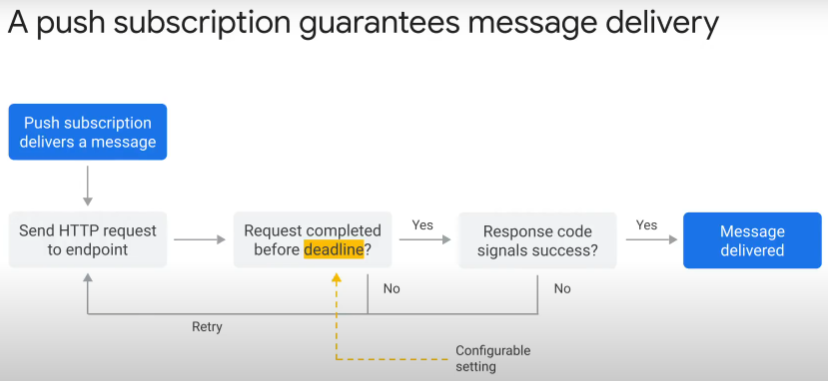 A push subscription guarantees message delivery
Push subscription
delivers a message
Send HTTP request
to endpoint
Request completed
before deadline?
Yes
Response code
signals success?
Yes
Message
delivered
No
No
Retry
Configurable
setting